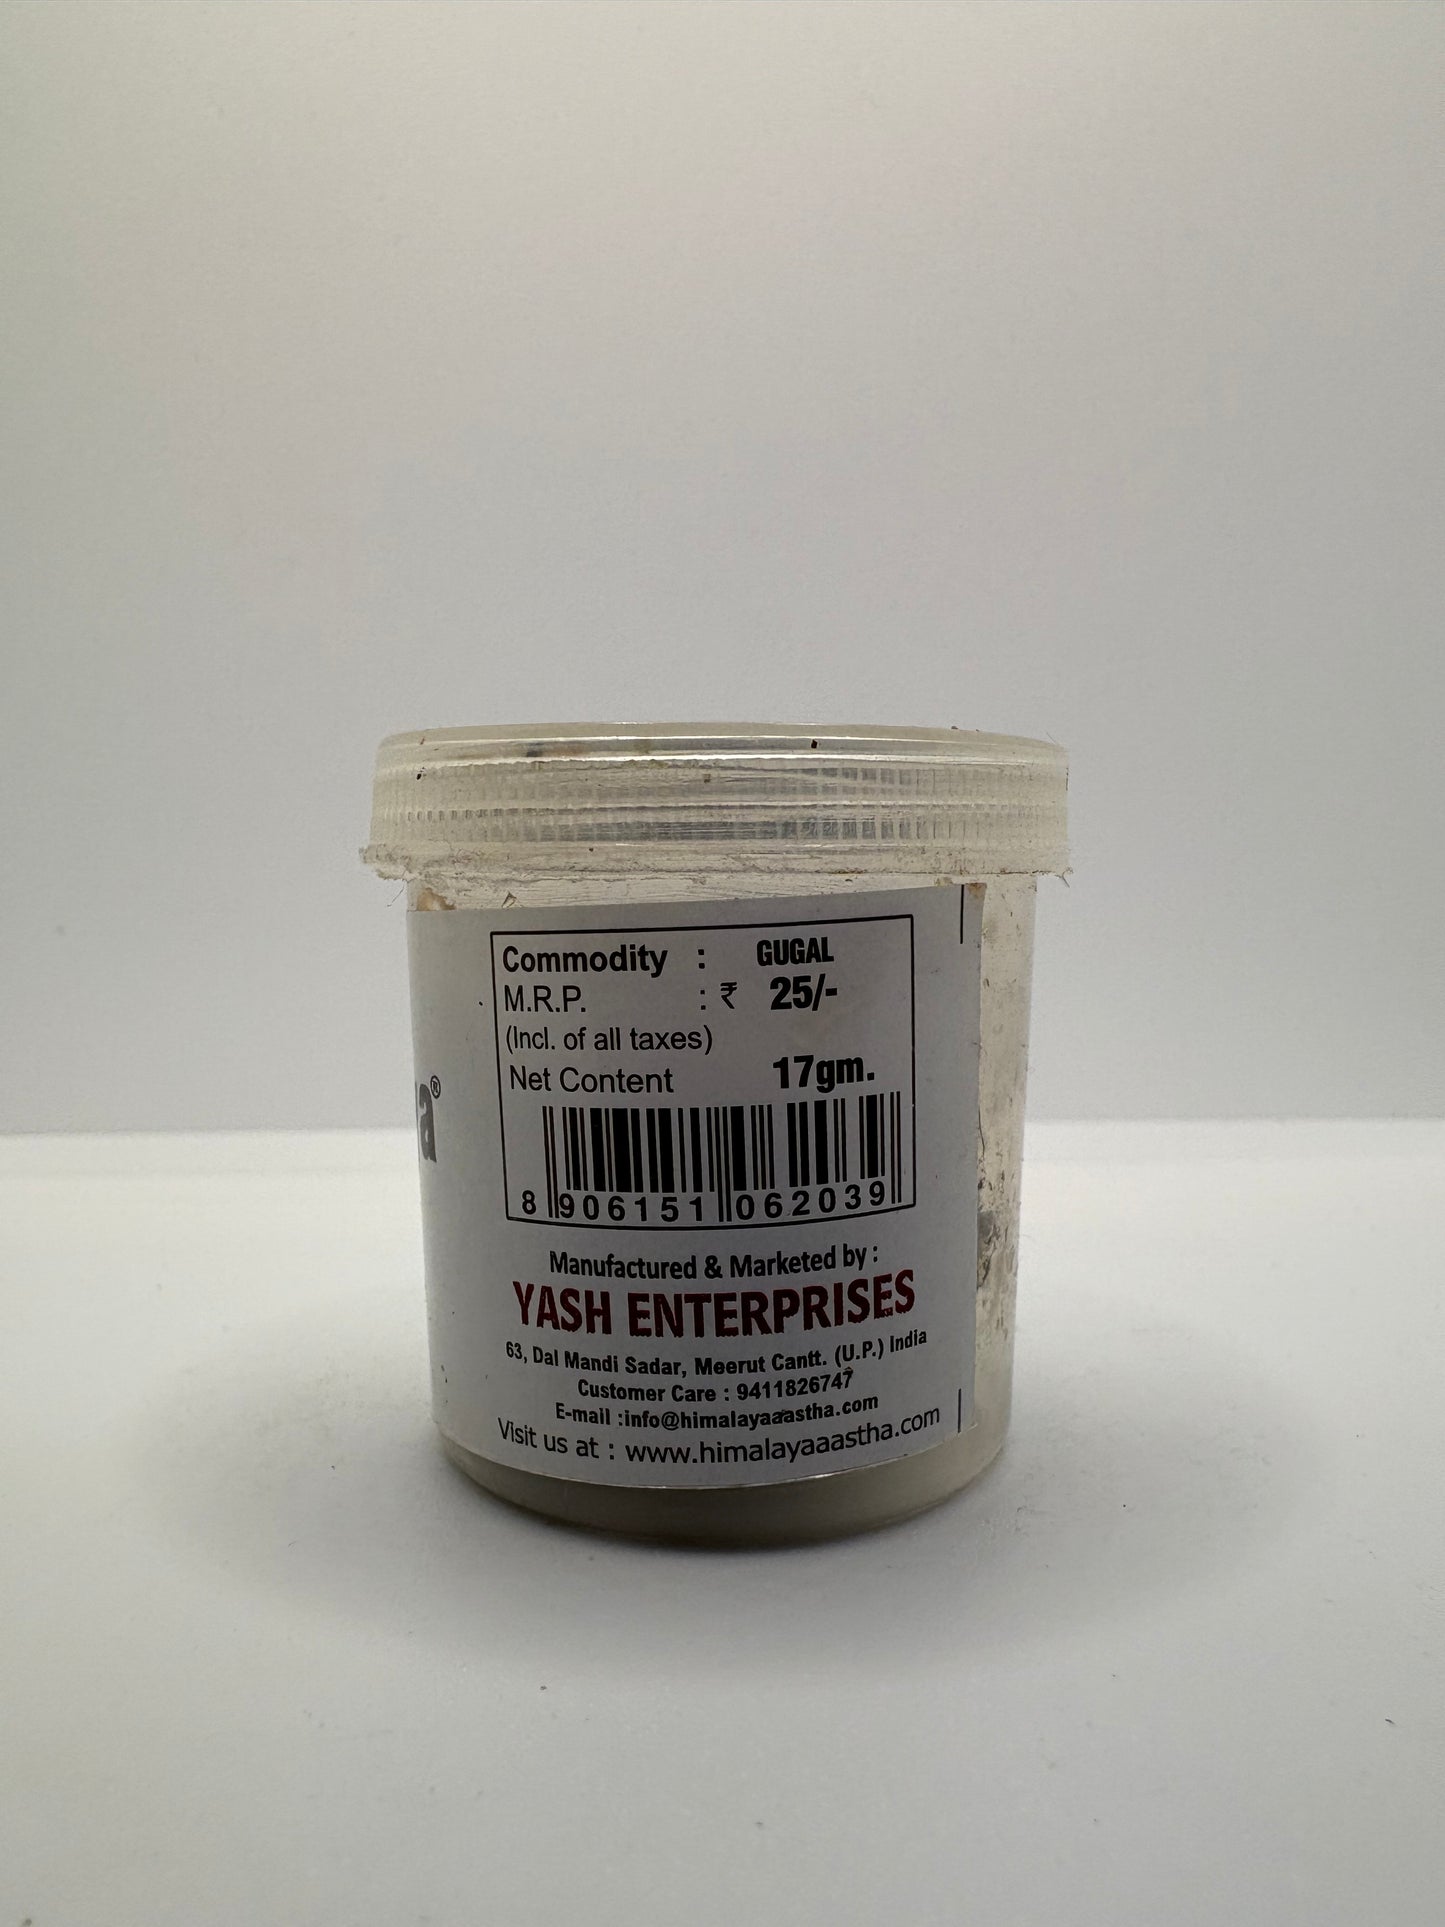 Commodity : GUGAL
M.R.P. : ₹ 25/-
(Incl. of all taxes)
Net Content 17gm.
8 906151 062039
a®
Manufactured & Marketed by :
YASH ENTERPRISES
63, Dal Mandi Sadar, Meerut Cantt. (U.P.) India
Customer Care : 9411826747
E-mail :info@himalayaaastha.com
Visit us at : www.himalayaaastha.com